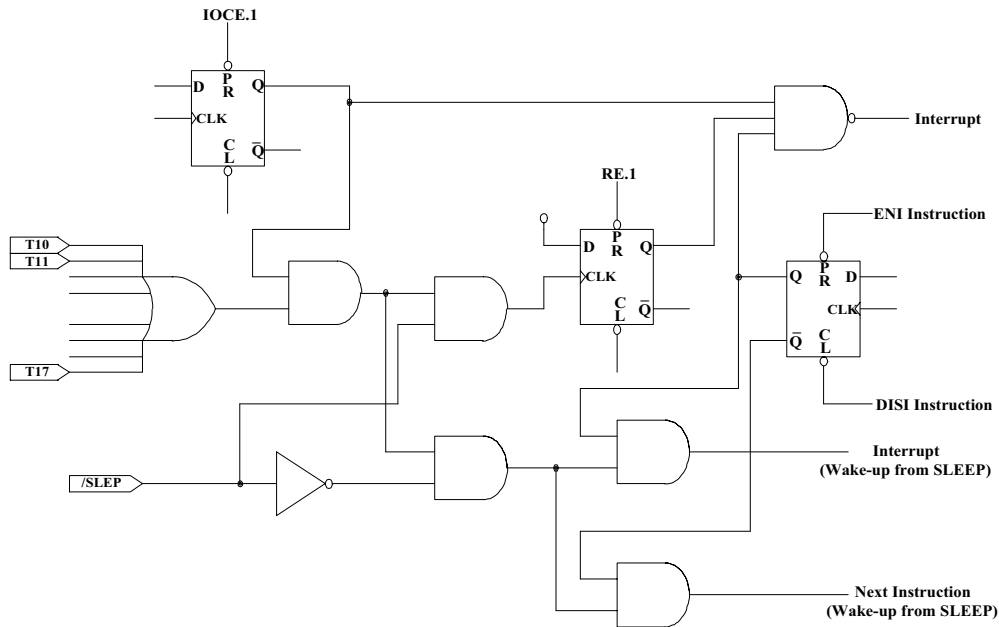 IOCE.1
D
PR
Q
CLK
CL
Q̅
Interrupt
RE.1
ENI Instruction
T10
T11
D
PR
Q
CLK
CL
Q̅
Q
PR
D
CLK
Q̅
CL
T17
DISI Instruction
Interrupt
(Wake-up from SLEEP)
/SLEP
Next Instruction
(Wake-up from SLEEP)